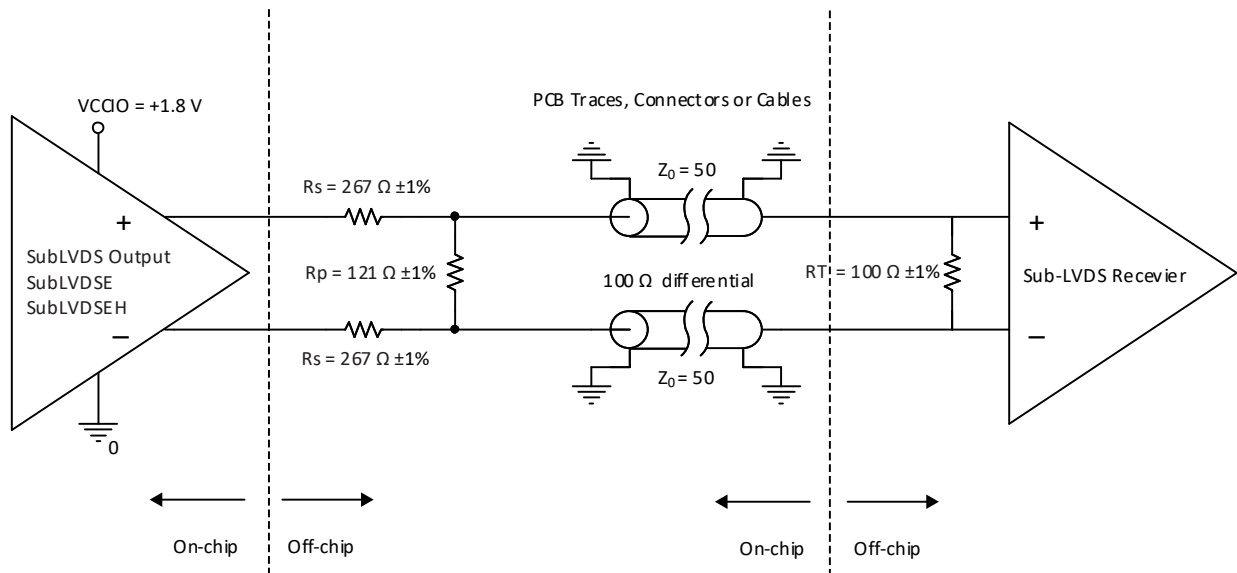 VCCIO = +1.8 V
PCB Traces, Connectors or Cables
Z0 = 50
Rs = 267 Ω ±1%
+
+
SubLVDS Output
SubLVDSE
SubLVDSEH
Rp = 121 Ω ±1%
100 Ω differential
RT = 100 Ω ±1%
Sub-LVDS Recevier
−
−
Rs = 267 Ω ±1%
Z0 = 50
0
On-chip
Off-chip
On-chip
Off-chip